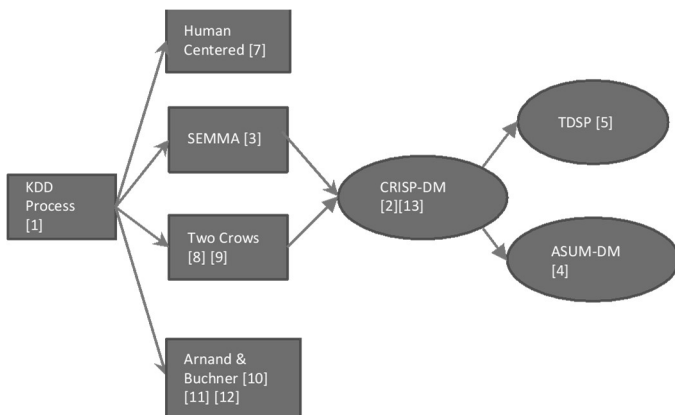 Human
Centered [7]
SEMMA [3]
TDSP [5]
KDD
Process
[1]
CRISP-DM
[2][13]
Two Crows
[8] [9]
ASUM-DM
[4]
Arnand &
Buchner [10]
[11] [12]